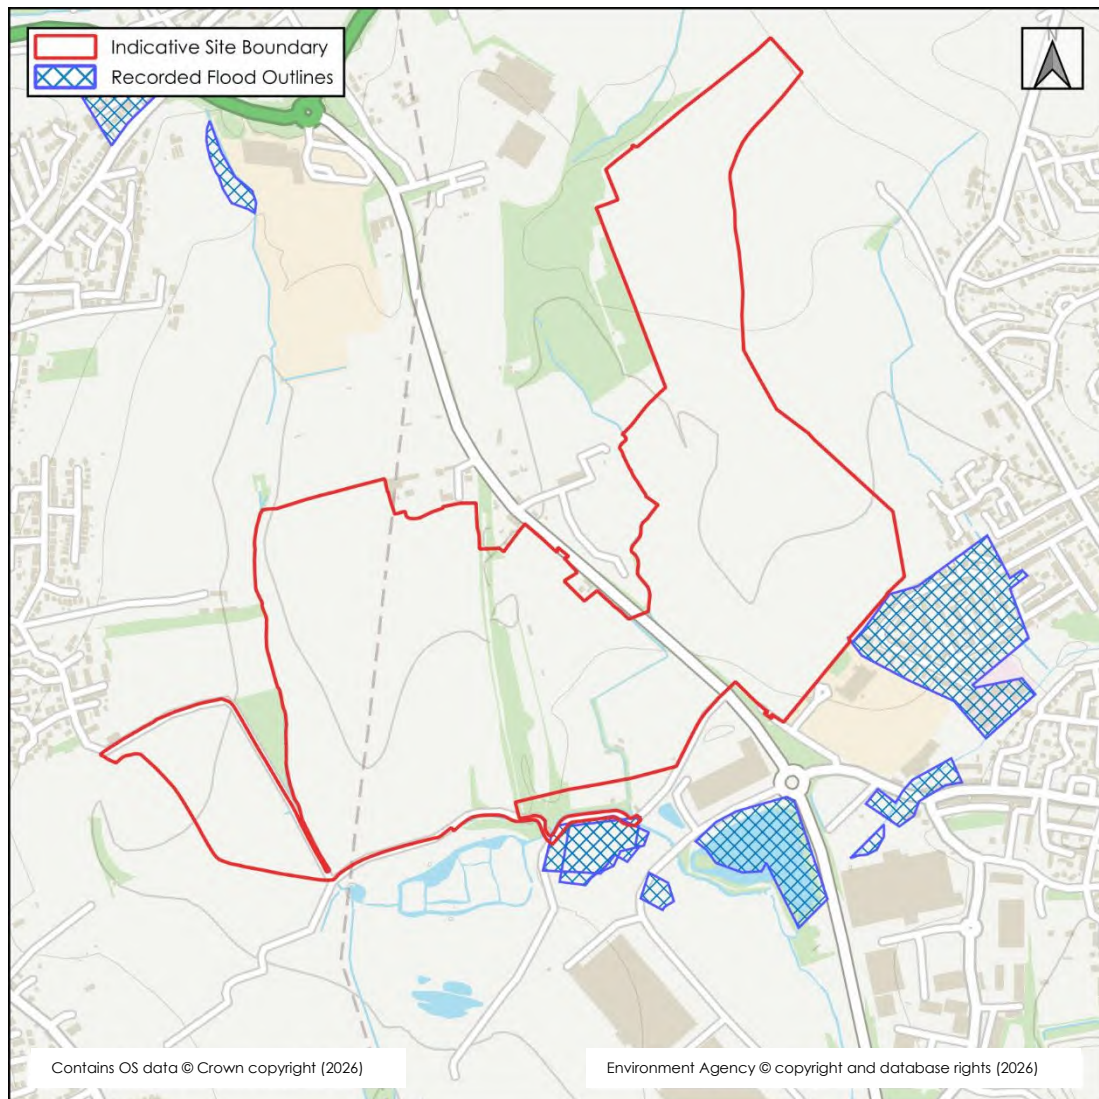 Indicative Site Boundary
Recorded Flood Outlines
Contains OS data © Crown copyright (2026)
Environment Agency © copyright and database rights (2026)